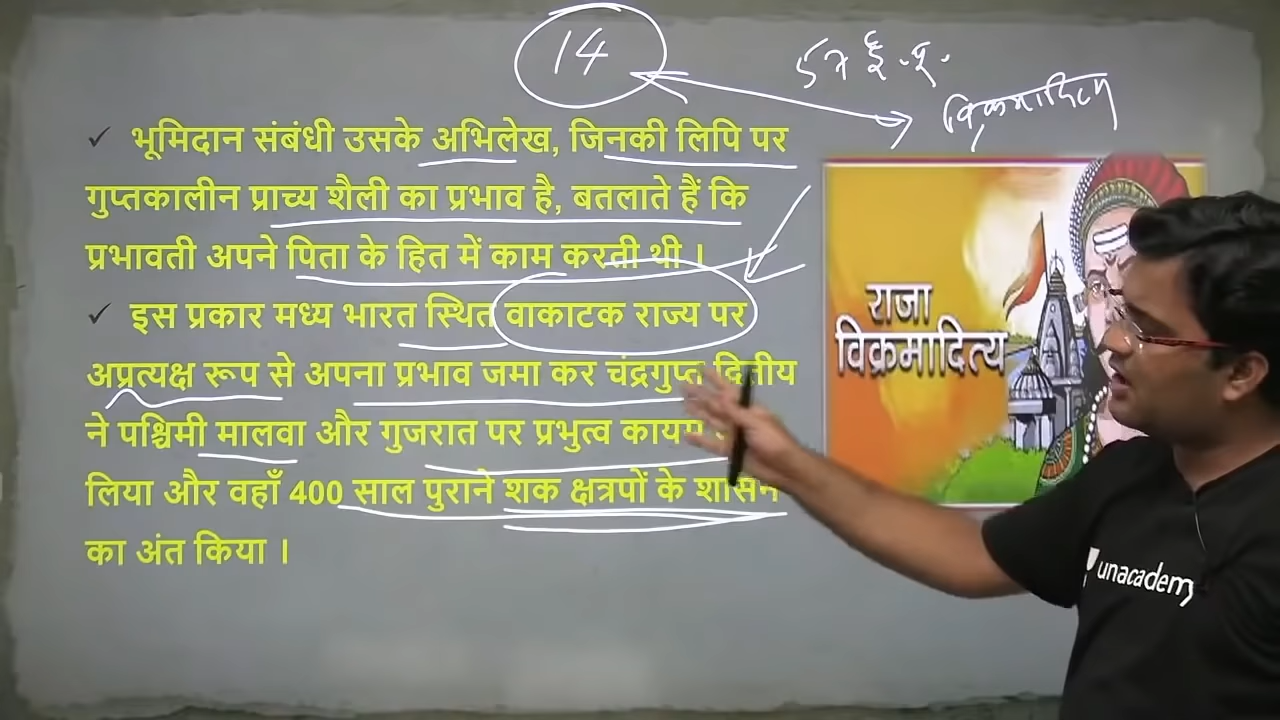 14
57 ई.पू.
विक्रमादित्य
✓ भूमिदान संबंधी उसके अभिलेख, जिनकी लिपि पर
गुप्तकालीन प्राच्य शैली का प्रभाव है, बतलाते हैं कि
प्रभावती अपने पिता के हित में काम करती थी ।
✓ इस प्रकार मध्य भारत स्थित वाकाटक राज्य पर
अप्रत्यक्ष रूप से अपना प्रभाव जमा कर चंद्रगुप्त द्वितीय
ने पश्चिमी मालवा और गुजरात पर प्रभुत्व कायम
लिया और वहाँ 400 साल पुराने शक क्षत्रपों के शासन
का अंत किया ।
राजा
विक्रमादित्य
unacademy